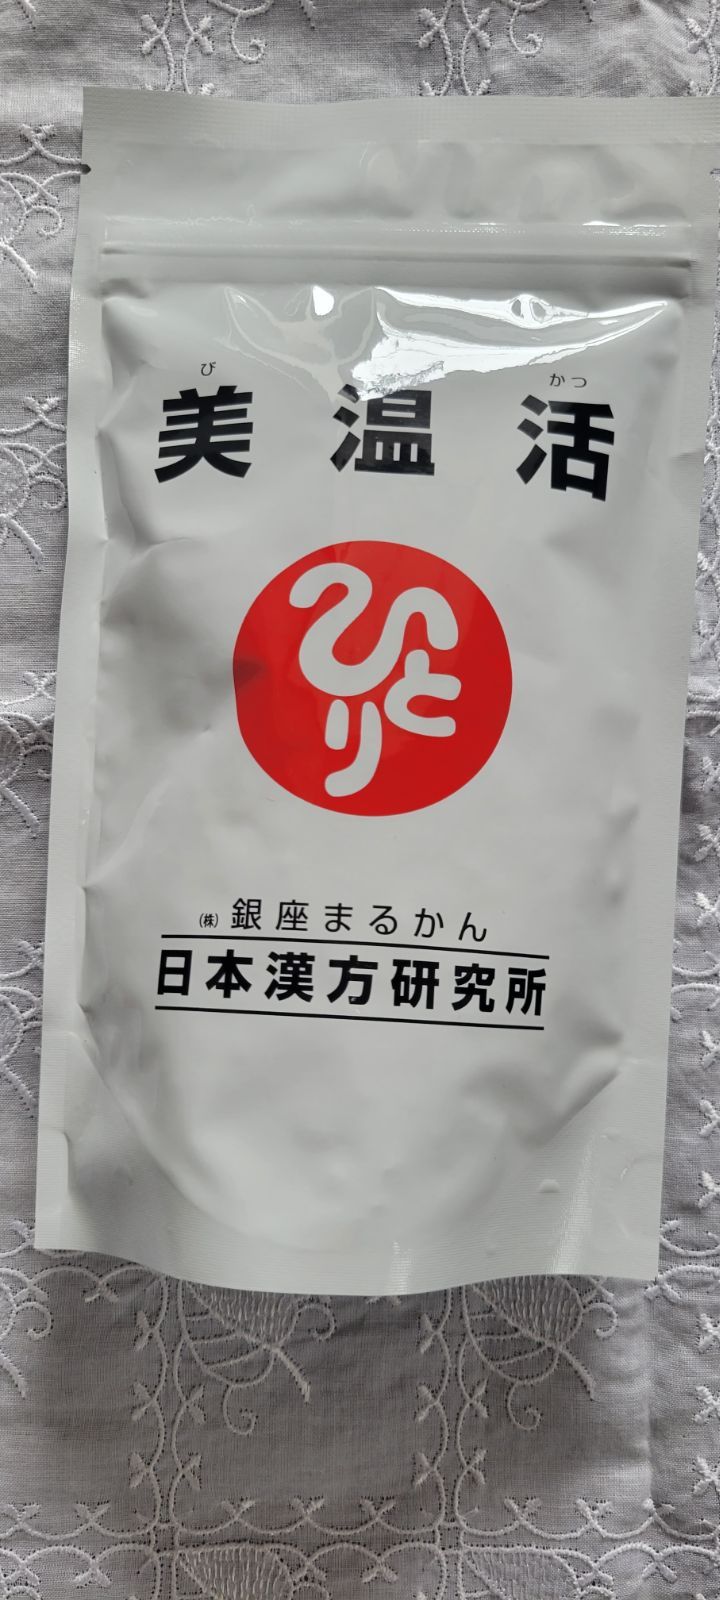 び かつ
美温活
ひとり
㈱銀座まるかん
日本漢方研究所